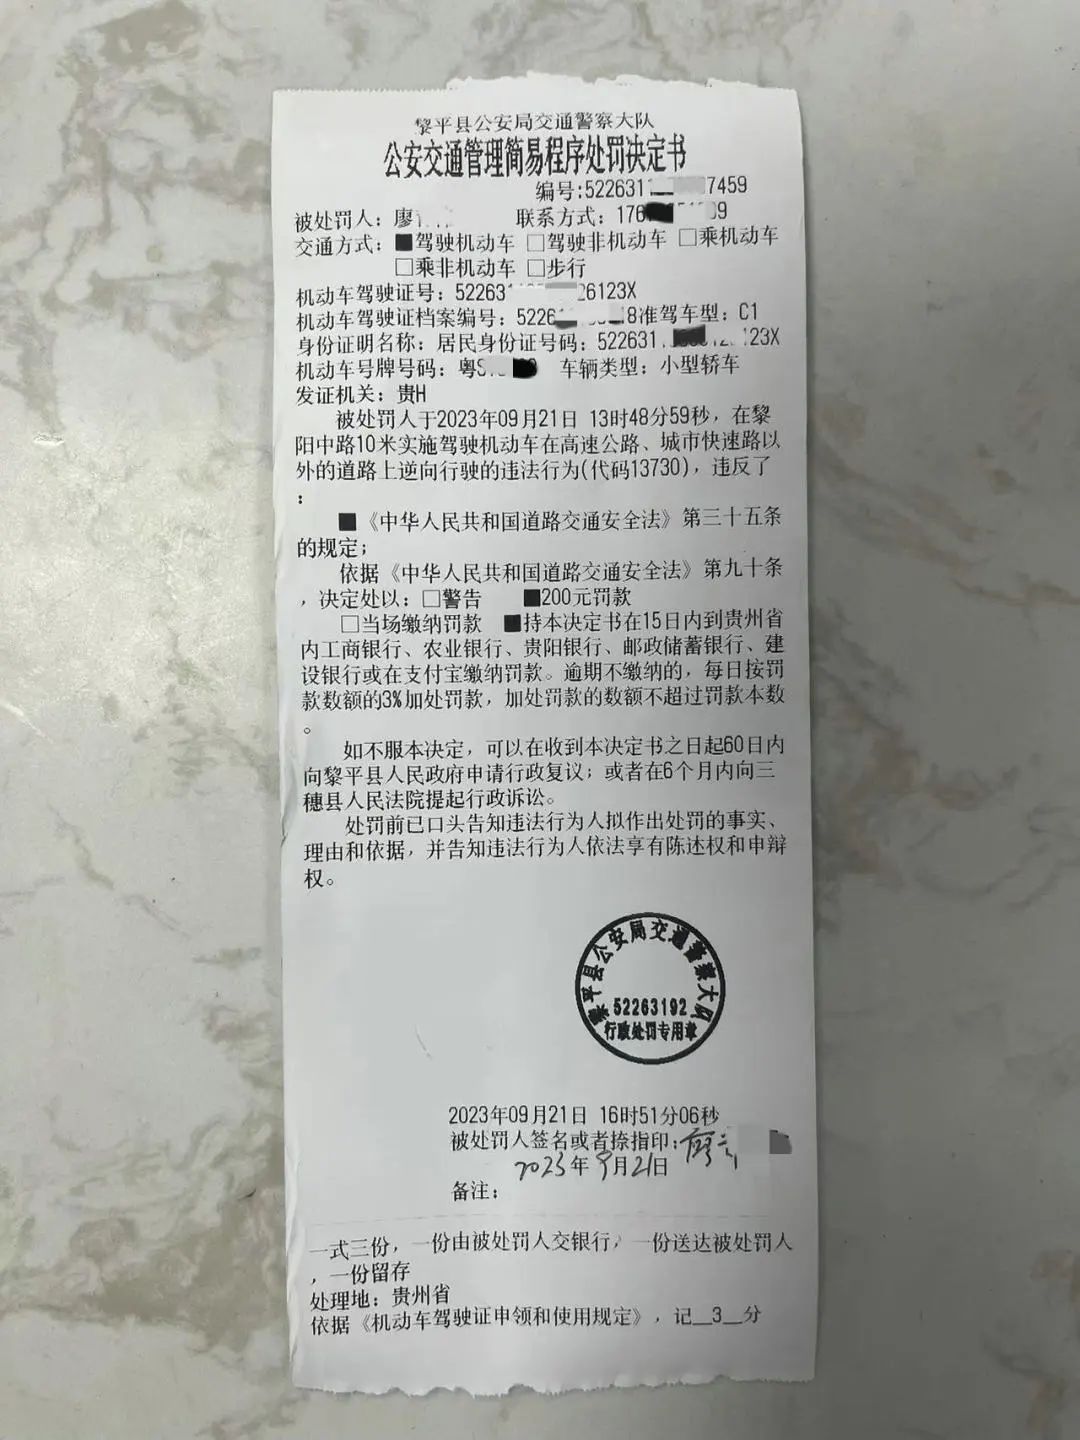 黎平县公安局交通警察大队
公安交通管理简易程序处罚决定书
编号:522631 7459
被处罚人：廖 联系方式：176 9
交通方式：■驾驶机动车 □驾驶非机动车 □乘机动车
□乘非机动车 □步行
机动车驾驶证号：522631 26123X
机动车驾驶证档案编号：5226 8准驾车型：C1
身份证明名称：居民身份证号码：522631 123X
机动车号牌号码：粤S 车辆类型：小型轿车
发证机关：贵H
被处罚人于2023年09月21日 13时48分59秒，在黎
阳中路10米实施驾驶机动车在高速公路、城市快速路以
外的道路上逆向行驶的违法行为(代码13730)，违反了
：
■《中华人民共和国道路交通安全法》第三十五条
的规定；
依据《中华人民共和国道路交通安全法》第九十条
，决定处以：□警告 ■200元罚款
□当场缴纳罚款 ■持本决定书在15日内到贵州省
内工商银行、农业银行、贵阳银行、邮政储蓄银行、建
设银行或在支付宝缴纳罚款。逾期不缴纳的，每日按罚
款数额的3%加处罚款，加处罚款的数额不超过罚款本数
。
如不服本决定，可以在收到本决定书之日起60日内
向黎平县人民政府申请行政复议；或者在6个月内向三
穗县人民法院提起行政诉讼。
处罚前已口头告知违法行为人拟作出处罚的事实、
理由和依据，并告知违法行为人依法享有陈述权和申辩
权。
黎平县公安局交通警察大队
52263192
行政处罚专用章
2023年09月21日 16时51分06秒
被处罚人签名或者捺指印：廖
2023年9月21日
备注：
一式三份，一份由被处罚人交银行，一份送达被处罚人
，一份留存
处理地：贵州省
依据《机动车驾驶证申领和使用规定》，记__3__分